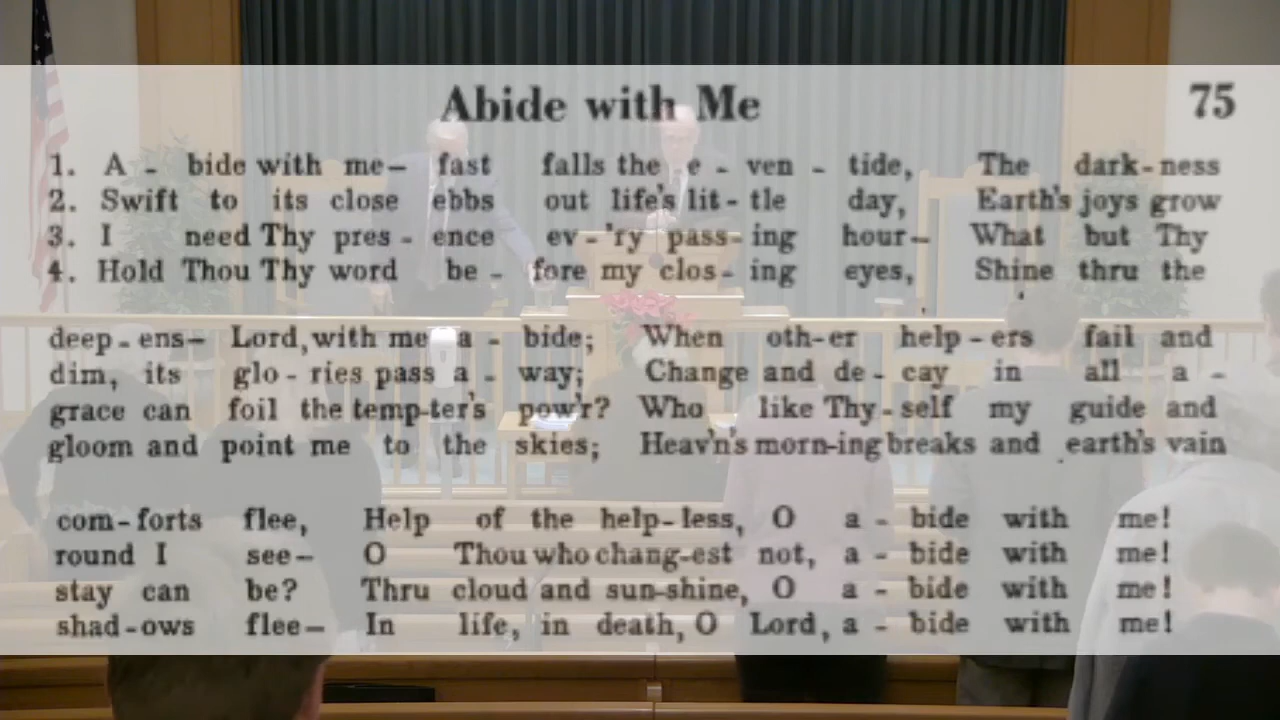 Abide with Me 75
1. A - bide with me— fast falls the e - ven - tide, The dark - ness
2. Swift to its close ebbs out life's lit - tle day, Earth's joys grow
3. I need Thy pres - ence ev - 'ry pass - ing hour— What but Thy
4. Hold Thou Thy word be - fore my clos - ing eyes, Shine thru the
deep - ens— Lord, with me a - bide; When oth - er help - ers fail and
dim, its glo - ries pass a - way; Change and de - cay in all a -
grace can foil the temp - ter's pow'r? Who like Thy - self my guide and
gloom and point me to the skies; Heav'n's morn - ing breaks and earth's vain
com - forts flee, Help of the help - less, O a - bide with me!
round I see— O Thou who chang - est not, a - bide with me!
stay can be? Thru cloud and sun - shine, O a - bide with me!
shad - ows flee— In life, in death, O Lord, a - bide with me!